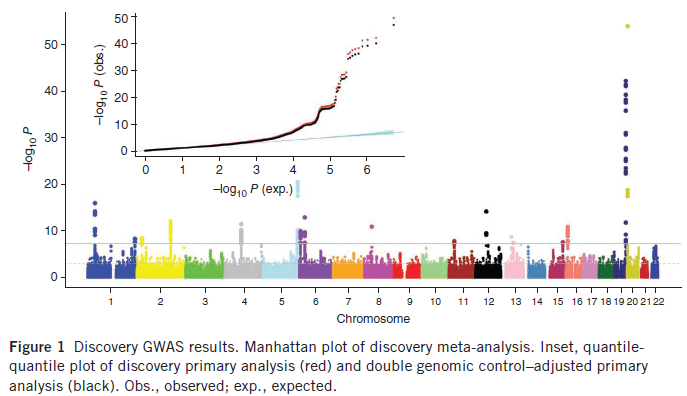 50
40
30
20
10
0
–log10 P
50
40
30
20
10
0
–log10 P (obs.)
0 1 2 3 4 5 6
–log10 P (exp.)
1 2 3 4 5 6 7 8 9 10 11 12 13 14 15 16 17 18 19 20 21 22
Chromosome
Figure 1 Discovery GWAS results. Manhattan plot of discovery meta-analysis. Inset, quantile-
quantile plot of discovery primary analysis (red) and double genomic control–adjusted primary
analysis (black). Obs., observed; exp., expected.